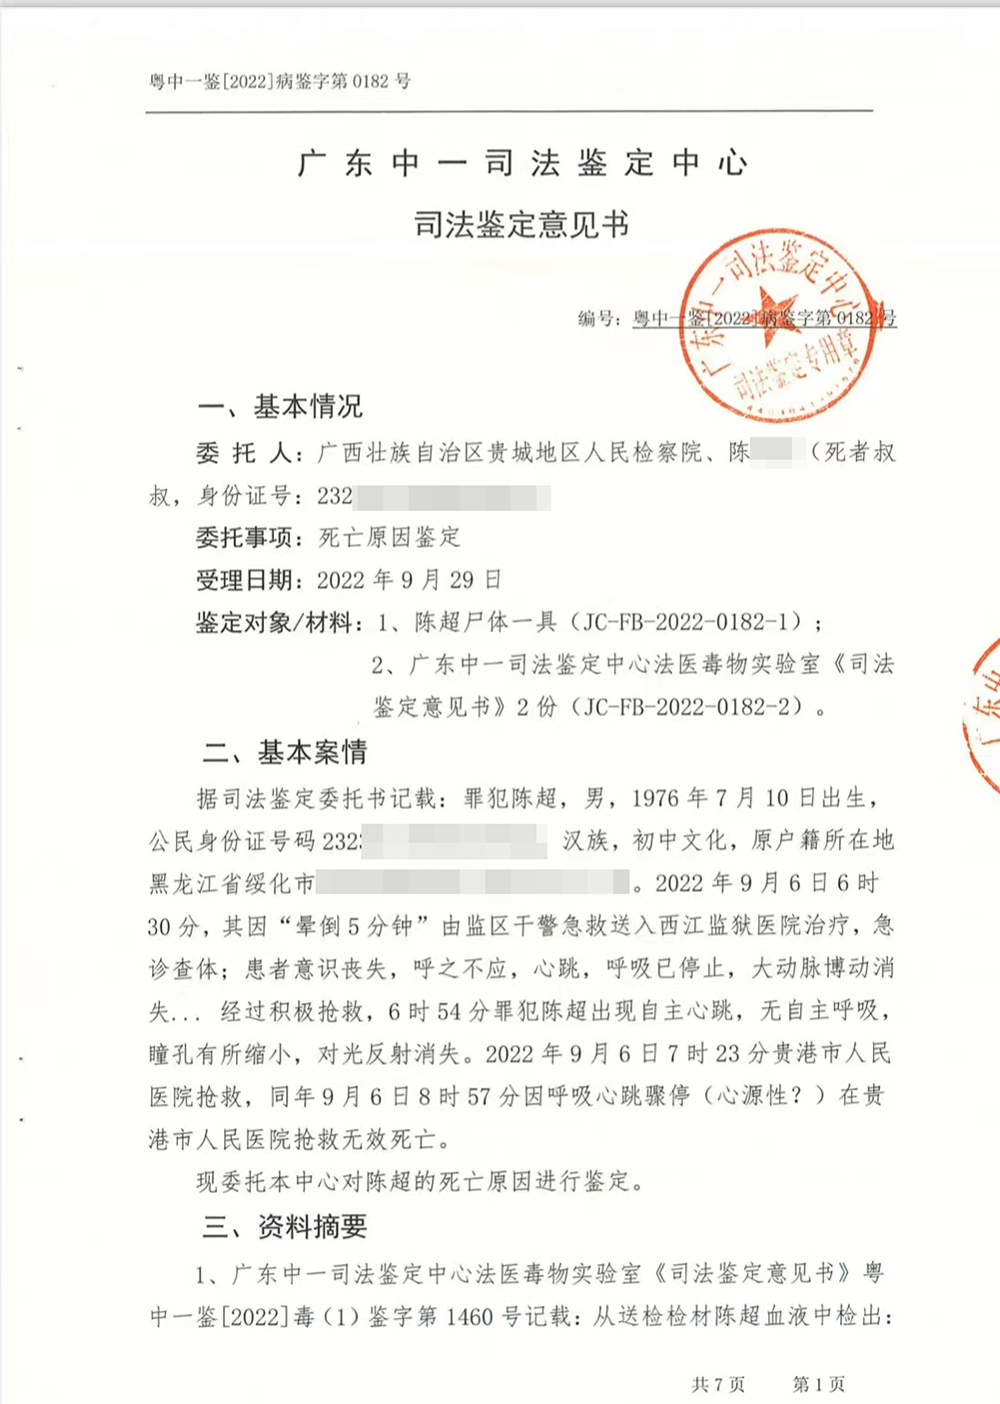 粤中一鉴[2022]病鉴字第 0182 号
广东中一司法鉴定中心
司法鉴定意见书
编号：粤中一鉴[2022]病鉴字第 0182 号
广东中一司法鉴定中心
司法鉴定专用章
一、基本情况
委 托 人：广西壮族自治区贵城地区人民检察院、陈（死者叔
叔，身份证号：232
委托事项：死亡原因鉴定
受理日期：2022 年 9 月 29 日
鉴定对象/材料：1、陈超尸体一具（JC-FB-2022-0182-1）；
2、广东中一司法鉴定中心法医毒物实验室《司法
鉴定意见书》2 份（JC-FB-2022-0182-2）。
广东中
二、基本案情
据司法鉴定委托书记载：罪犯陈超，男，1976 年 7 月 10 日出生，
公民身份证号码 232 汉族，初中文化，原户籍所在地
黑龙江省绥化市。2022 年 9 月 6 日 6 时
30 分，其因“晕倒 5 分钟”由监区干警急救送入西江监狱医院治疗，急
诊查体；患者意识丧失，呼之不应，心跳，呼吸已停止，大动脉搏动消
失... 经过积极抢救，6 时 54 分罪犯陈超出现自主心跳，无自主呼吸，
瞳孔有所缩小，对光反射消失。2022 年 9 月 6 日 7 时 23 分贵港市人民
医院抢救，同年 9 月 6 日 8 时 57 分因呼吸心跳骤停（心源性？）在贵
港市人民医院抢救无效死亡。
现委托本中心对陈超的死亡原因进行鉴定。
三、资料摘要
1、广东中一司法鉴定中心法医毒物实验室《司法鉴定意见书》粤
中一鉴[2022]毒（1）鉴字第 1460 号记载：从送检检材陈超血液中检出：
共 7 页 第 1 页